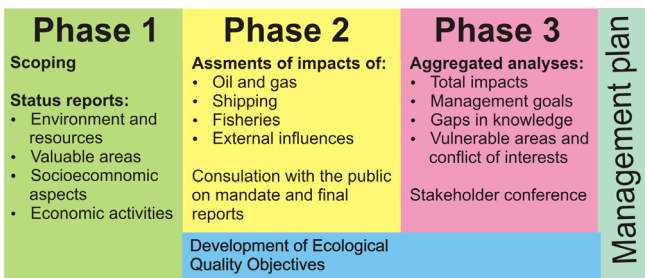 Phase 1
Scoping
Status reports:
• Environment and
resources
• Valuable areas
• Socioecomnomic
aspects
• Economic activities
Phase 2
Assments of impacts of:
• Oil and gas
• Shipping
• Fisheries
• External influences
Consulation with the public
on mandate and final
reports
Phase 3
Aggregated analyses:
• Total impacts
• Management goals
• Gaps in knowledge
• Vulnerable areas and
conflict of interests
Stakeholder conference
Development of Ecological
Quality Objectives
Management plan